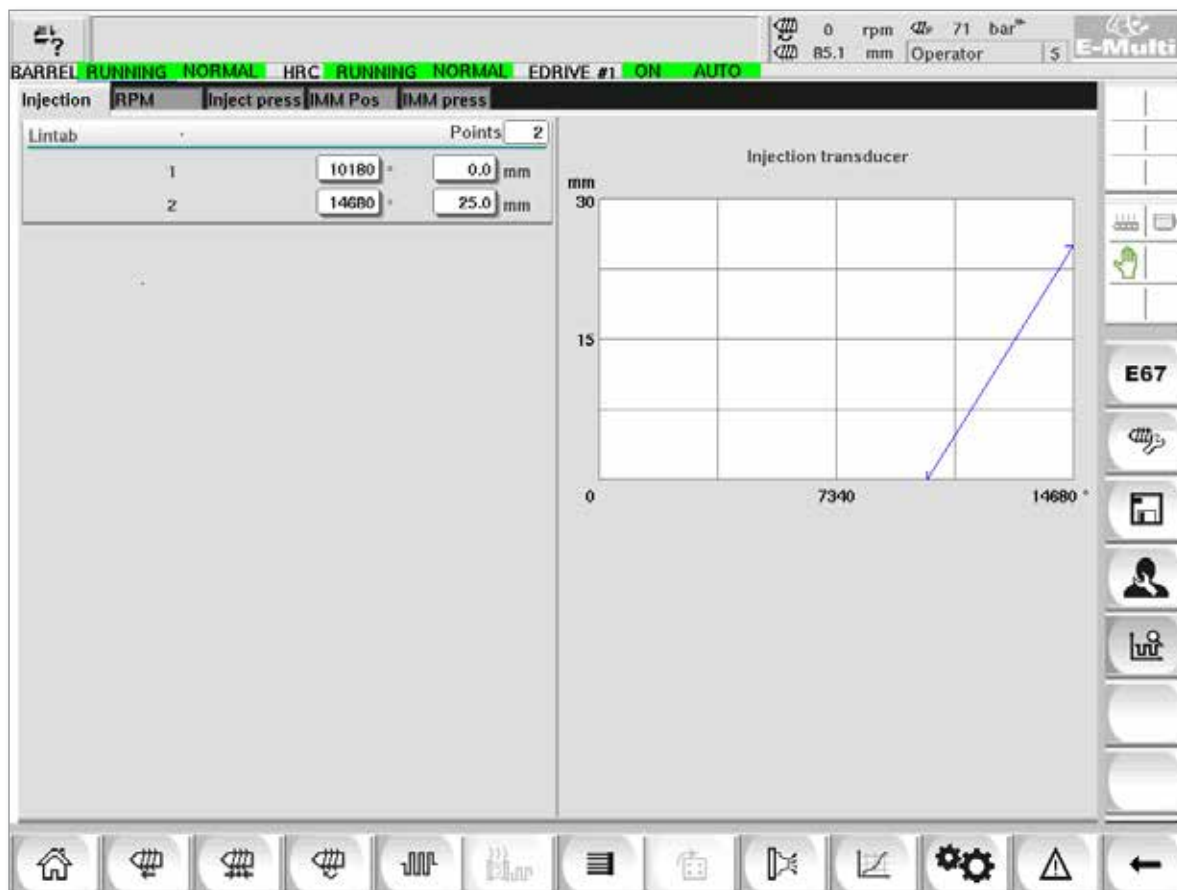 ?
0 rpm 71 bar
85.1 mm Operator S
E-Multi
BARREL RUNNING NORMAL HRC RUNNING NORMAL EDRIVE #1 ON AUTO
Injection RPM Inject press IMM Pos IMM press
Lintab Points 2
1 10180 ° 0.0 mm
2 14680 ° 25.0 mm
Injection transducer
mm
30
15
0 7340 14680 °
E67